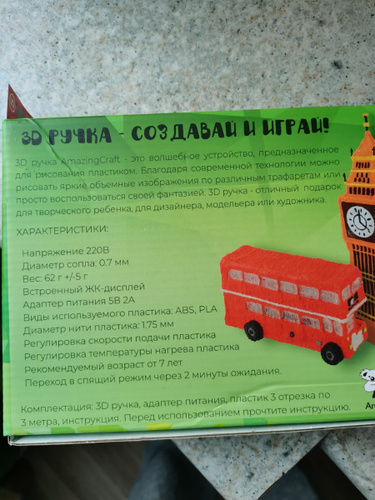 3D РУЧКА - СОЗДАВАЙ И ИГРАЙ!
3D ручка AmazingCraft - это волшебное устройство, предназначенное
для рисования пластиком. Благодаря современной технологии можно
рисовать яркие объемные изображения по различным трафаретам или
просто воспользоваться своей фантазией. 3D ручка - отличный подарок
для творческого ребенка, для дизайнера, модельера или художника.
ХАРАКТЕРИСТИКИ:
Напряжение 220В
Диаметр сопла: 0.7 мм
Вес: 62 г +/-5 г
Встроенный ЖК-дисплей
Адаптер питания 5В 2А
Виды используемого пластика: ABS, PLA
Диаметр нити пластика: 1.75 мм
Регулировка скорости подачи пластика
Регулировка температуры нагрева пластика
Рекомендуемый возраст от 7 лет
Переход в спящий режим через 2 минуты ожидания.
Комплектация: 3D ручка, адаптер питания, пластик 3 отрезка по
3 метра, инструкция. Перед использованием прочтите инструкцию.